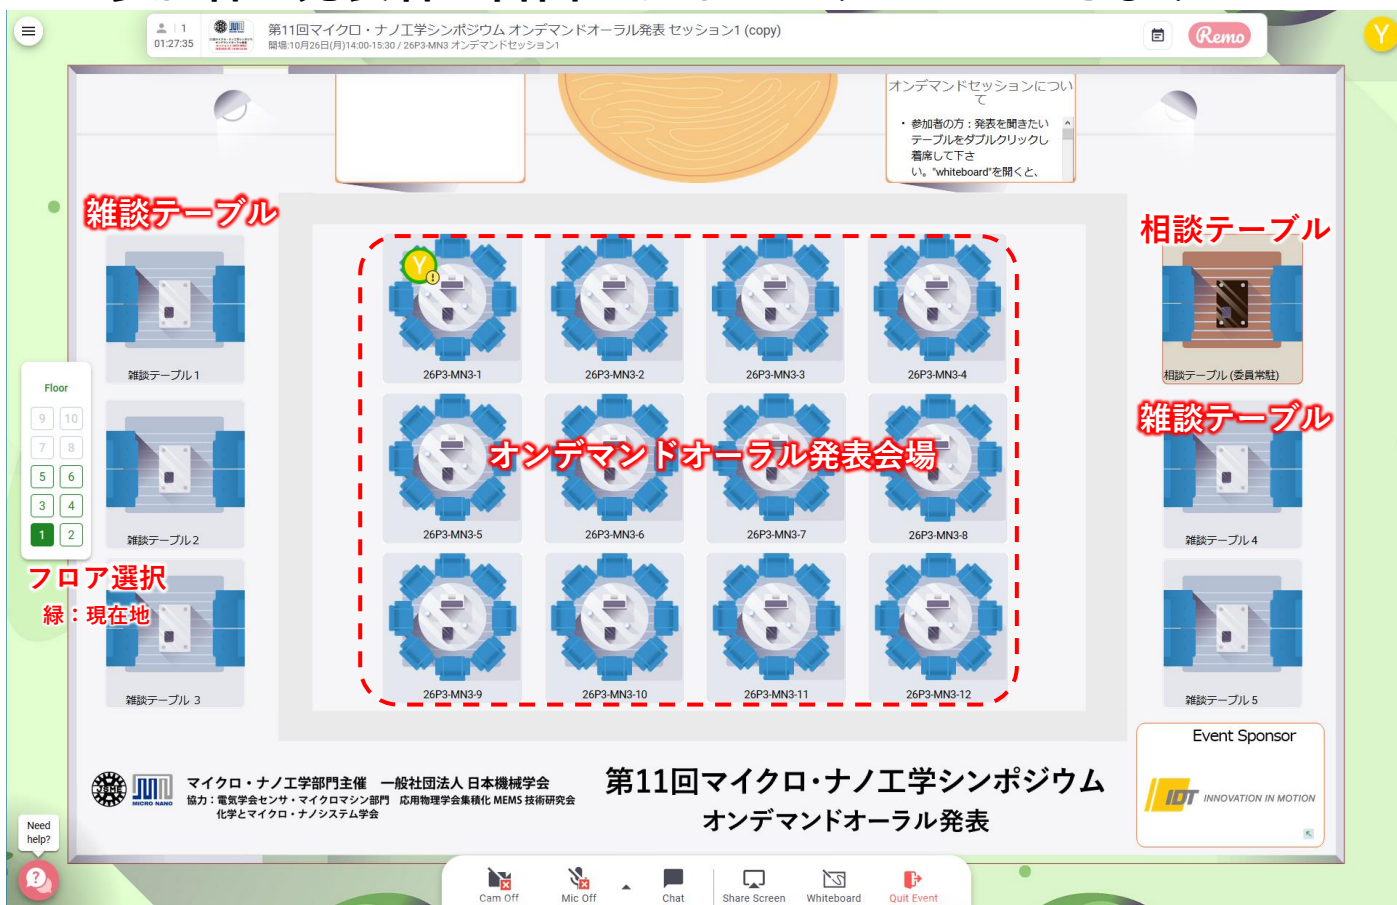 1
01:27:35
第11回マイクロ・ナノ工学シンポジウム オンデマンドオーラル発表 セッション1 (copy)
開場:10月26日(月)14:00-15:30 / 26P3-MN3 オンデマンドセッション1
Remo
Y
オンデマンドセッションについて
・ 参加者の方：発表を聞きたい
テーブルをダブルクリックし
着席して下さ
い。"whiteboard"を開くと、
雑談テーブル
相談テーブル
Y
雑談テーブル 1
26P3-MN3-1
26P3-MN3-2
26P3-MN3-3
26P3-MN3-4
相談テーブル (委員常駐)
Floor
9 10
7 8
5 6
3 4
1 2
雑談テーブル
オンデマンドオーラル発表会場
雑談テーブル 2
26P3-MN3-5
26P3-MN3-6
26P3-MN3-7
26P3-MN3-8
雑談テーブル 4
フロア選択
緑：現在地
雑談テーブル 3
26P3-MN3-9
26P3-MN3-10
26P3-MN3-11
26P3-MN3-12
雑談テーブル 5
JSME
MICRO NANO
マイクロ・ナノ工学部門主催 一般社団法人 日本機械学会
協力：電気学会センサ・マイクロマシン部門 応用物理学会集積化 MEMS 技術研究会
化学とマイクロ・ナノシステム学会
第11回マイクロ・ナノ工学シンポジウム
オンデマンドオーラル発表
Event Sponsor
IDT INNOVATION IN MOTION
Need help?
Cam Off
Mic Off
Chat
Share Screen
Whiteboard
Quit Event